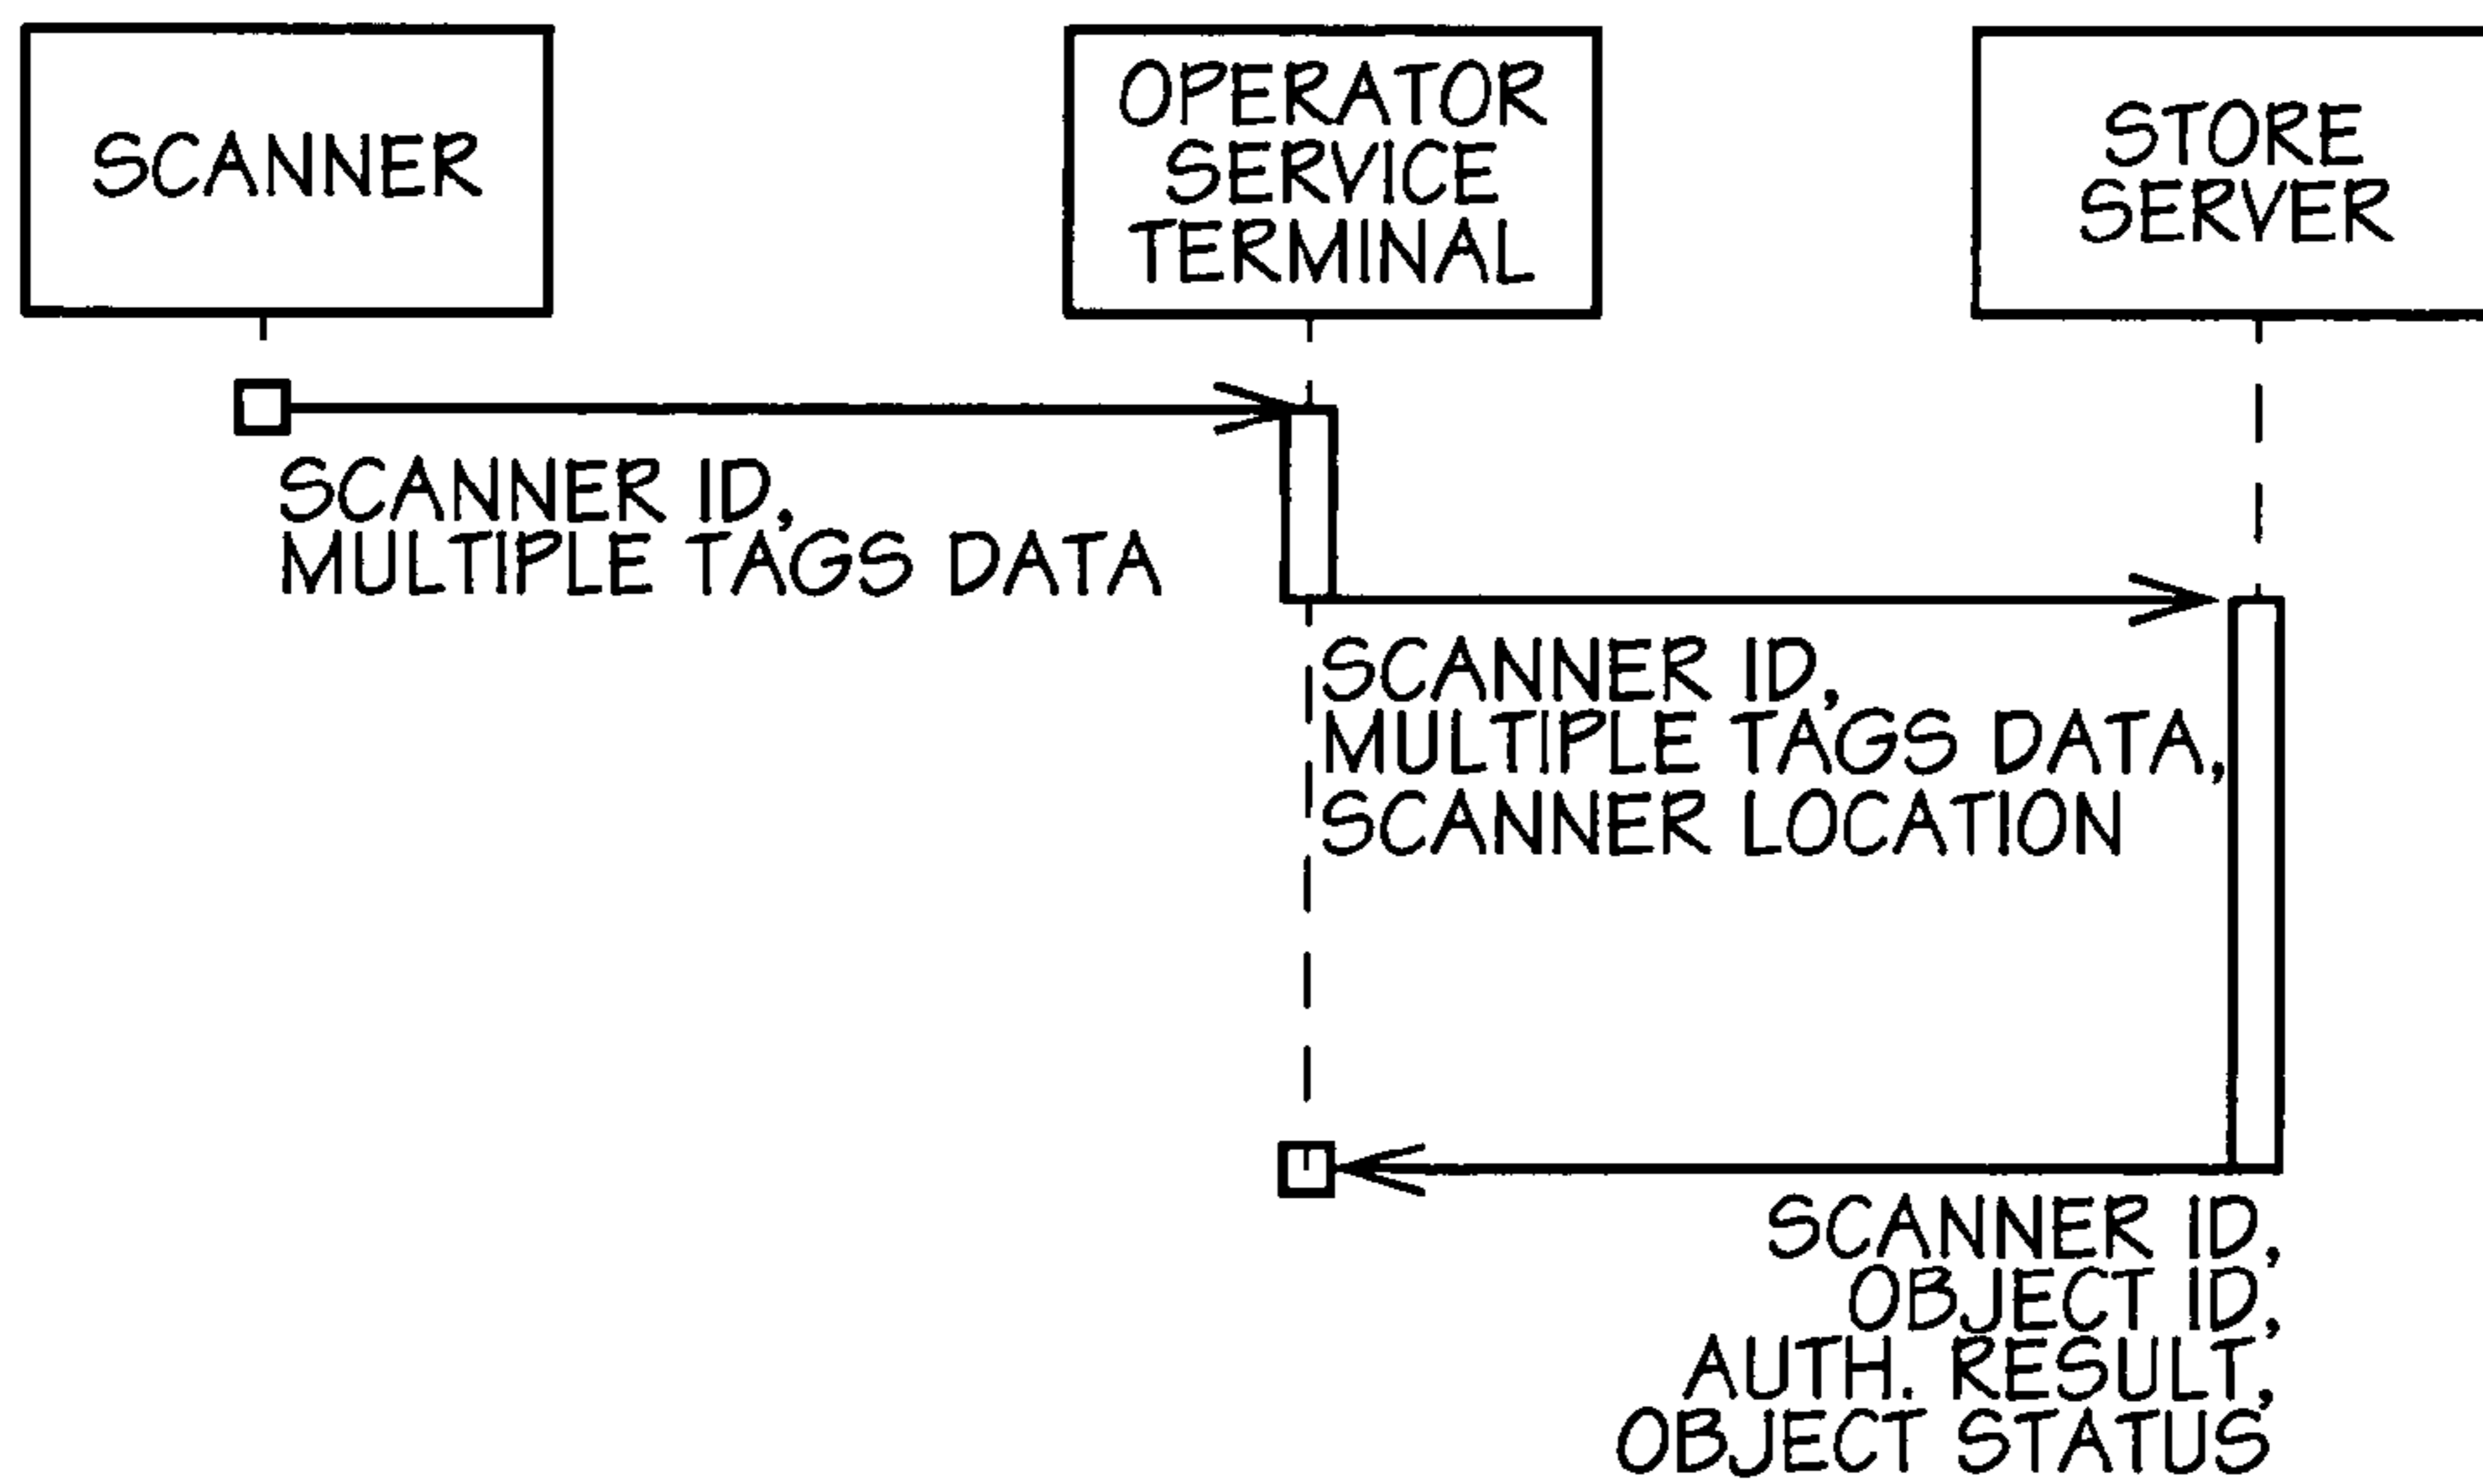 SCANNER
OPERATOR
SERVICE
TERMINAL
STORE
SERVER
SCANNER ID,
MULTIPLE TAGS DATA
SCANNER ID,
MULTIPLE TAGS DATA,
SCANNER LOCATION
SCANNER ID,
OBJECT ID,
AUTH. RESULT,
OBJECT STATUS